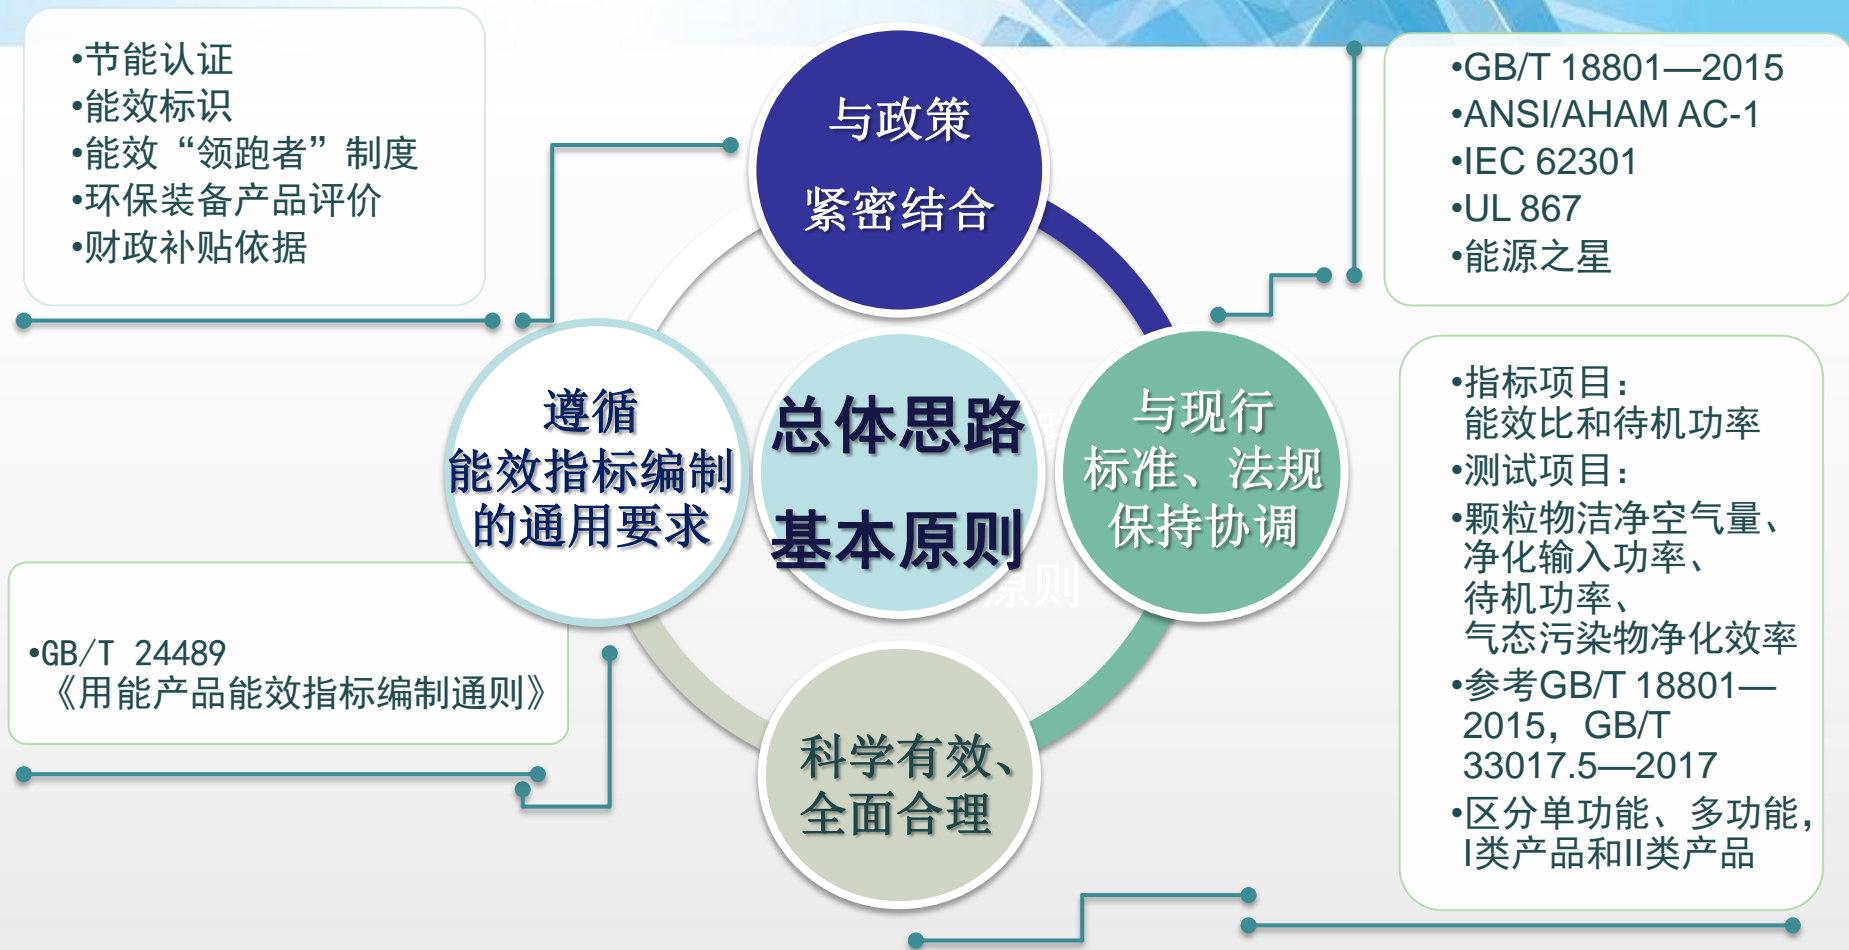 •节能认证
•能效标识
•能效“领跑者”制度
•环保装备产品评价
•财政补贴依据
与政策
紧密结合
•GB/T 18801—2015
•ANSI/AHAM AC-1
•IEC 62301
•UL 867
•能源之星
遵循
能效指标编制
的通用要求
总体思路
基本原则
路
原则
与现行
标准、法规
保持协调
•指标项目：
能效比和待机功率
•测试项目：
•颗粒物洁净空气量、
净化输入功率、
待机功率、
气态污染物净化效率
•参考GB/T 18801—
2015，GB/T
33017.5—2017
•区分单功能、多功能，
I类产品和II类产品
•GB/T 24489
《用能产品能效指标编制通则》
科学有效、
全面合理